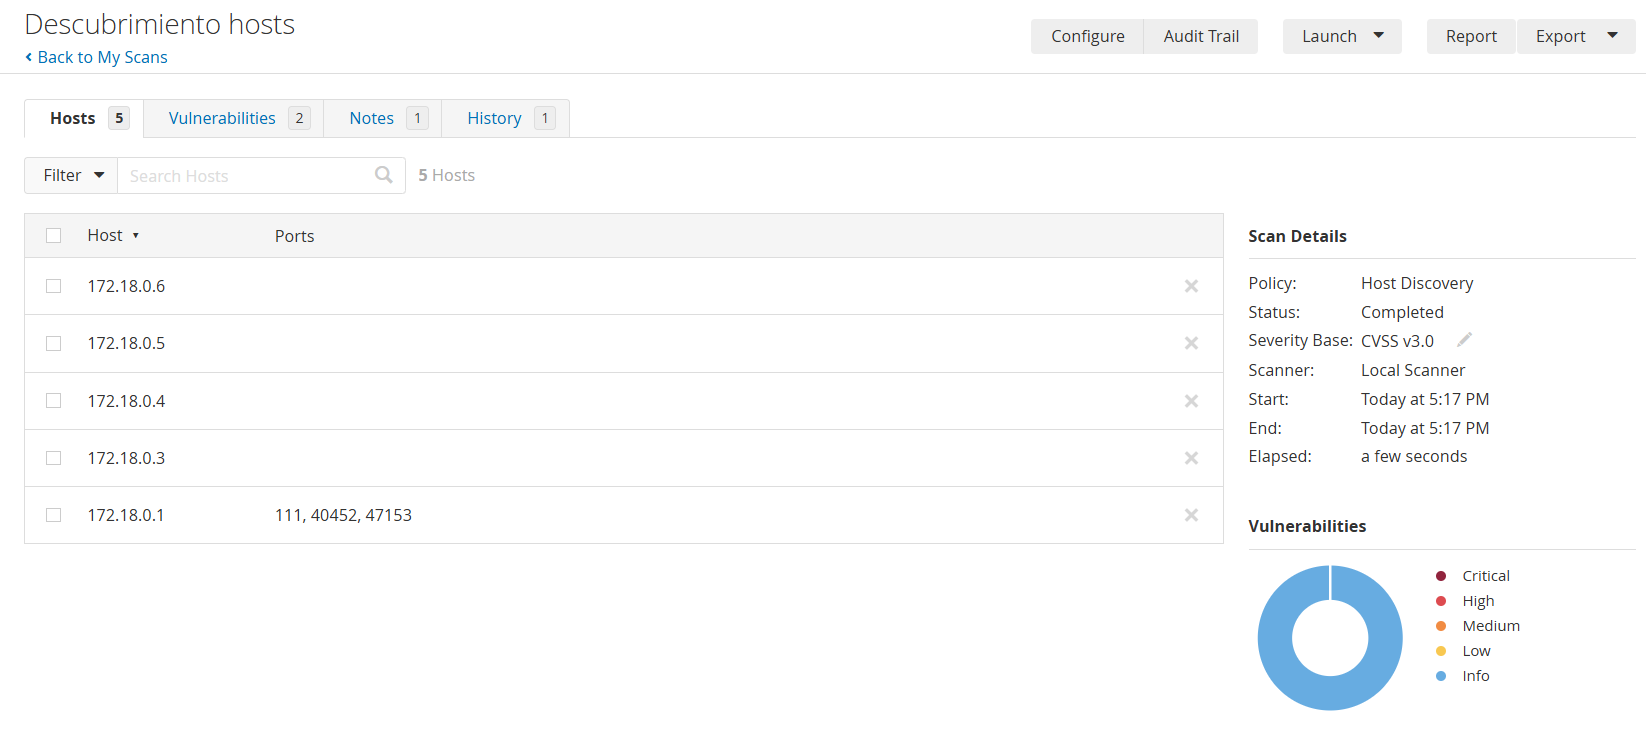 Descubrimiento hosts
Back to My Scans
Configure Audit Trail Launch Report Export
Hosts 5 Vulnerabilities 2 Notes 1 History 1
Filter Search Hosts 5 Hosts
Host Ports
172.18.0.6
172.18.0.5
172.18.0.4
172.18.0.3
172.18.0.1 111, 40452, 47153
Scan Details
Policy: Host Discovery
Status: Completed
Severity Base: CVSS v3.0
Scanner: Local Scanner
Start: Today at 5:17 PM
End: Today at 5:17 PM
Elapsed: a few seconds
Vulnerabilities
Critical
High
Medium
Low
Info